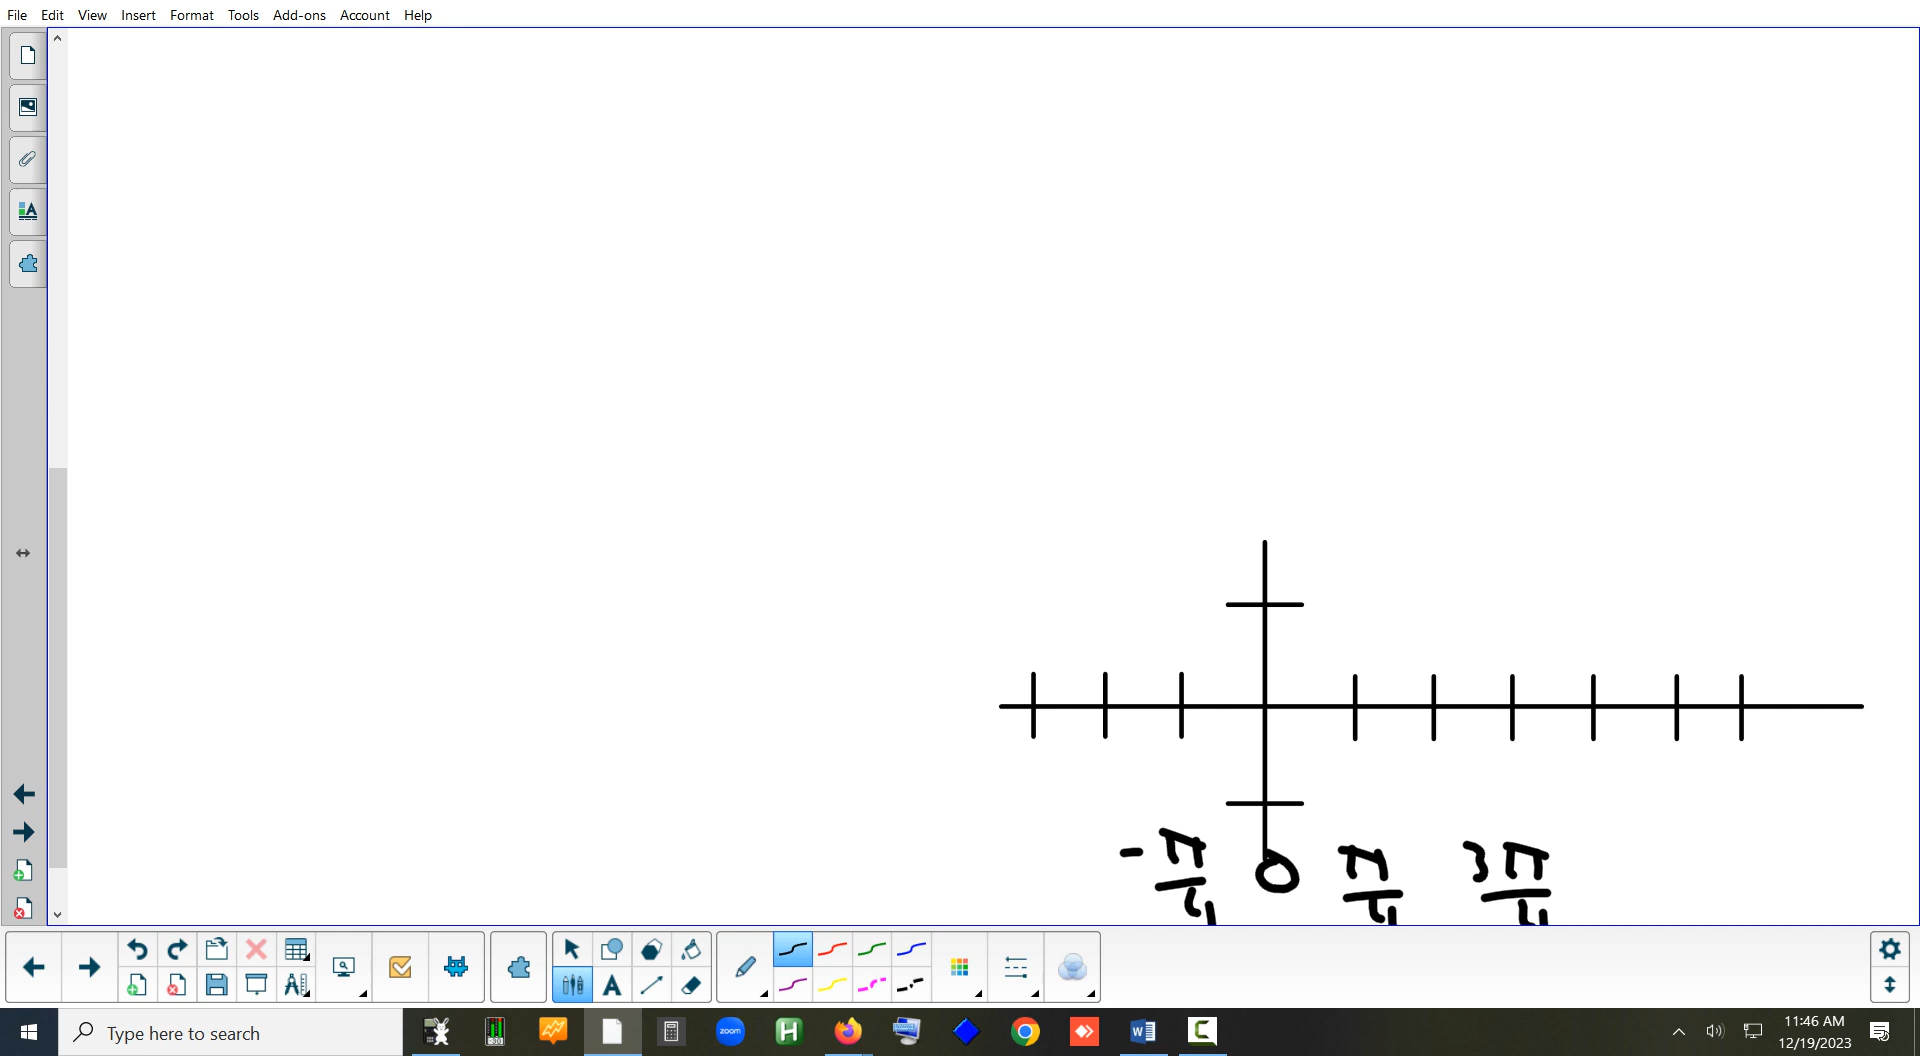 File Edit View Insert Format Tools Add-ons Account Help
-π/4 0 π/4 3π/4
zoom
Type here to search
11:46 AM
12/19/2023